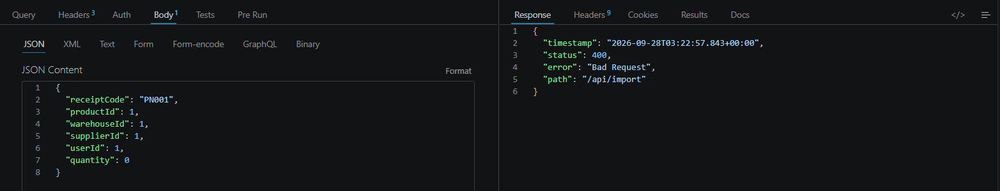 Query Headers 3 Auth Body 1 Tests Pre Run
JSON XML Text Form Form-encode GraphQL Binary
JSON Content Format
1 {
2 "receiptCode": "PN001",
3 "productId": 1,
4 "warehouseId": 1,
5 "supplierId": 1,
6 "userId": 1,
7 "quantity": 0
8 }
Response Headers 9 Cookies Results Docs </>
1 {
2 "timestamp": "2026-09-28T03:22:57.843+00:00",
3 "status": 400,
4 "error": "Bad Request",
5 "path": "/api/import"
6 }